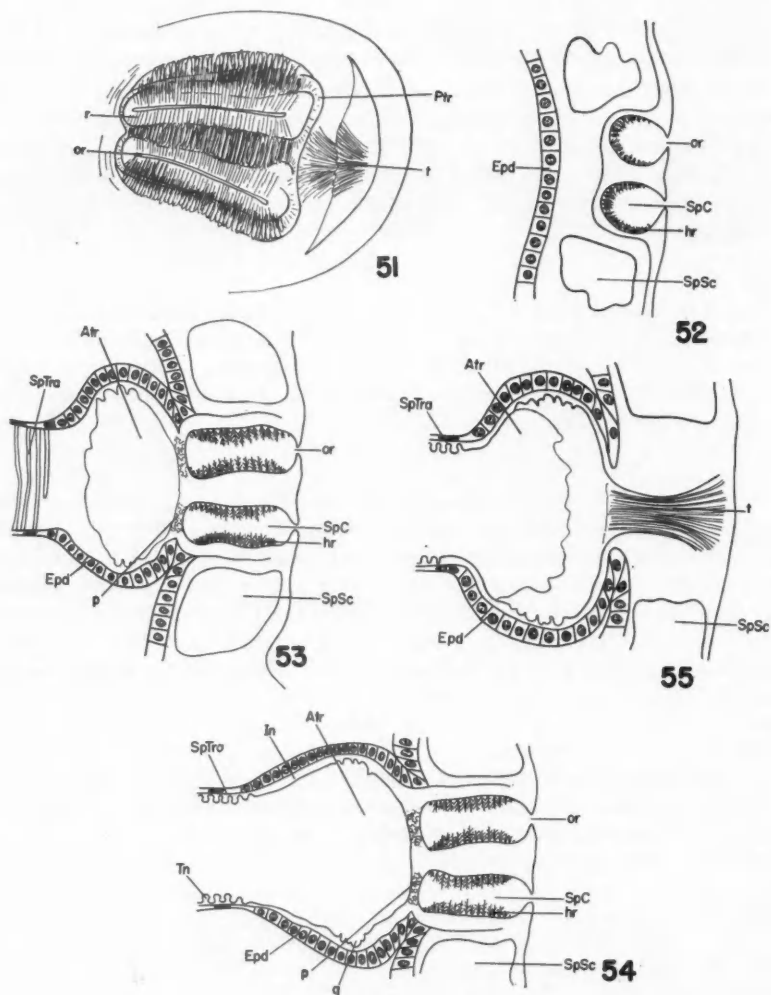 Ptr
r
or
t
51
Epd
or
SpC
hr
SpSc
52
Atr
SpTra
or
SpC
hr
Epd
p
SpSc
53
Atr
SpTra
t
Epd
SpSc
55
Atr
In
SpTra
or
Tn
SpC
hr
Epd
p
a
SpSc
54